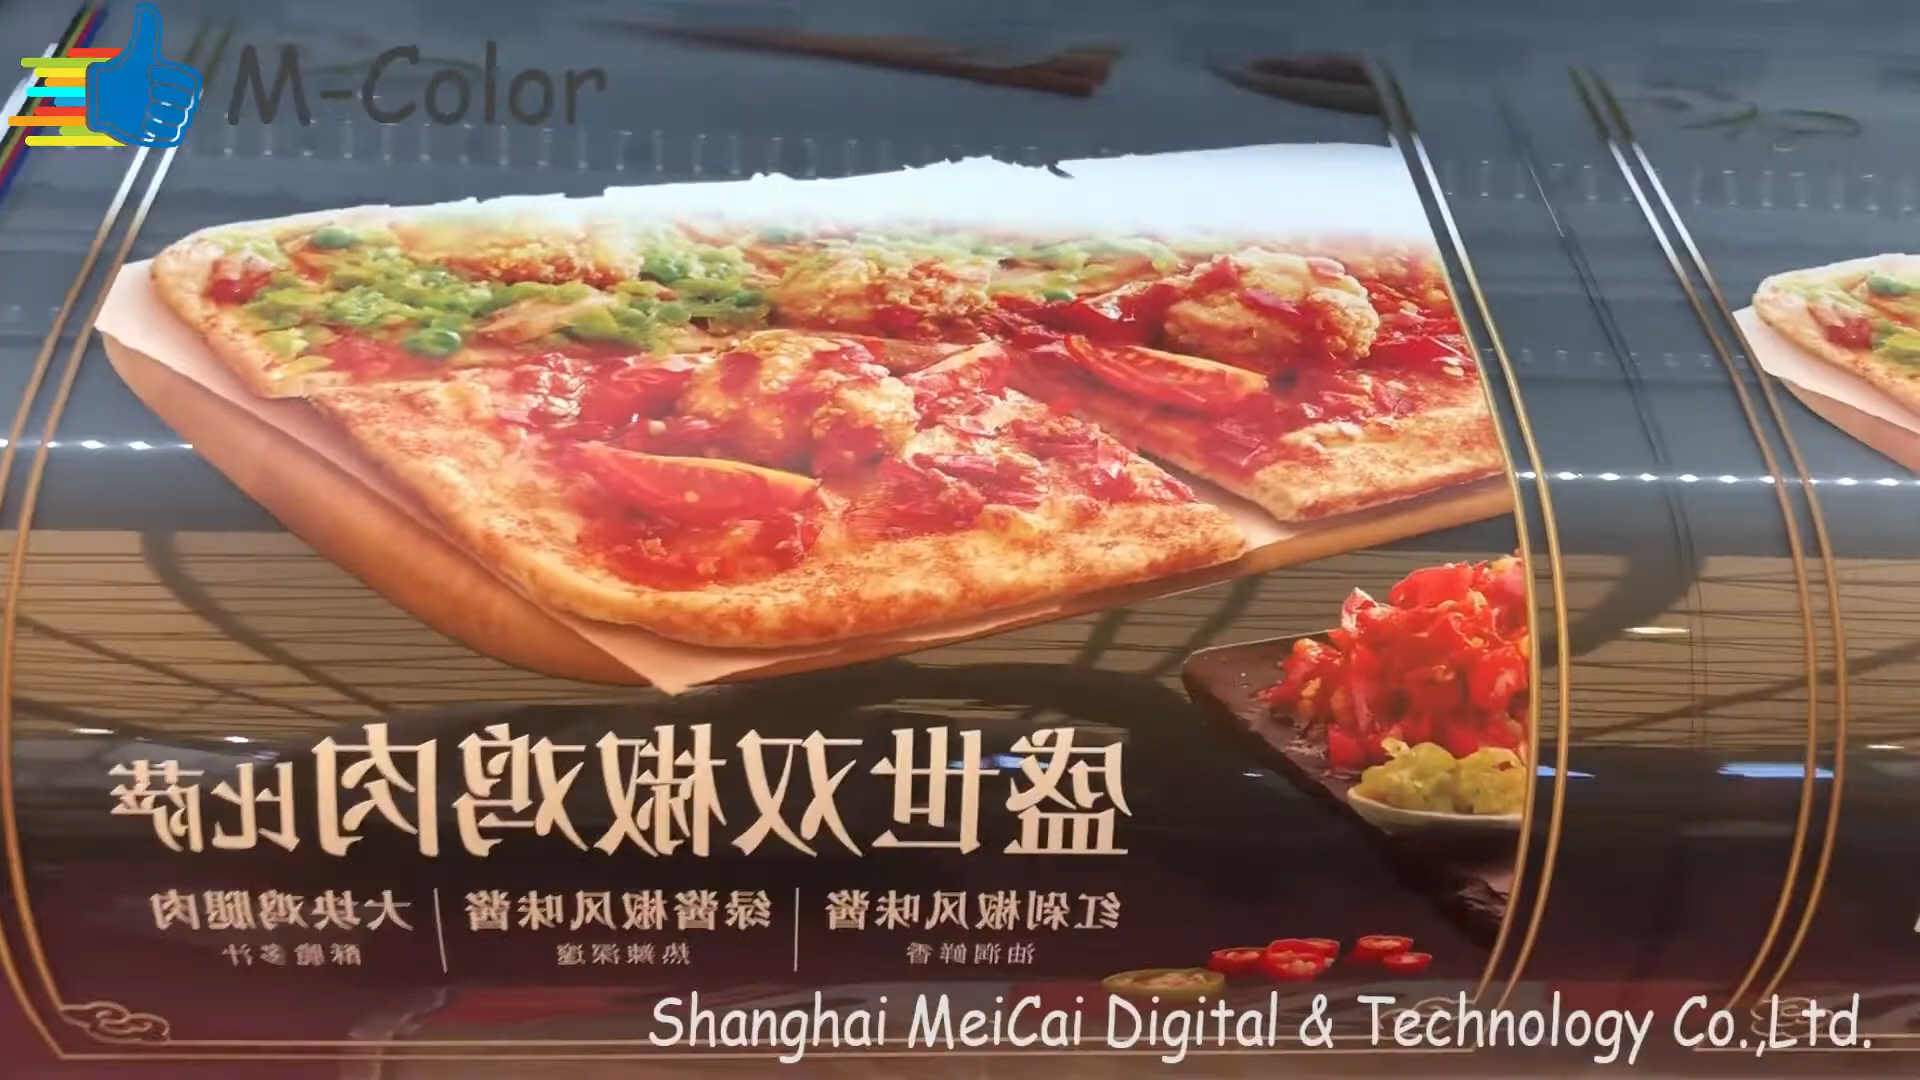 M-Color
盛世双椒鸡肉比萨
红剁椒风味酱 | 绿酱椒风味酱 | 大块鸡腿肉
油润鲜香 热辣深邃 酥脆多汁
Shanghai MeiCai Digital & Technology Co.,Ltd.